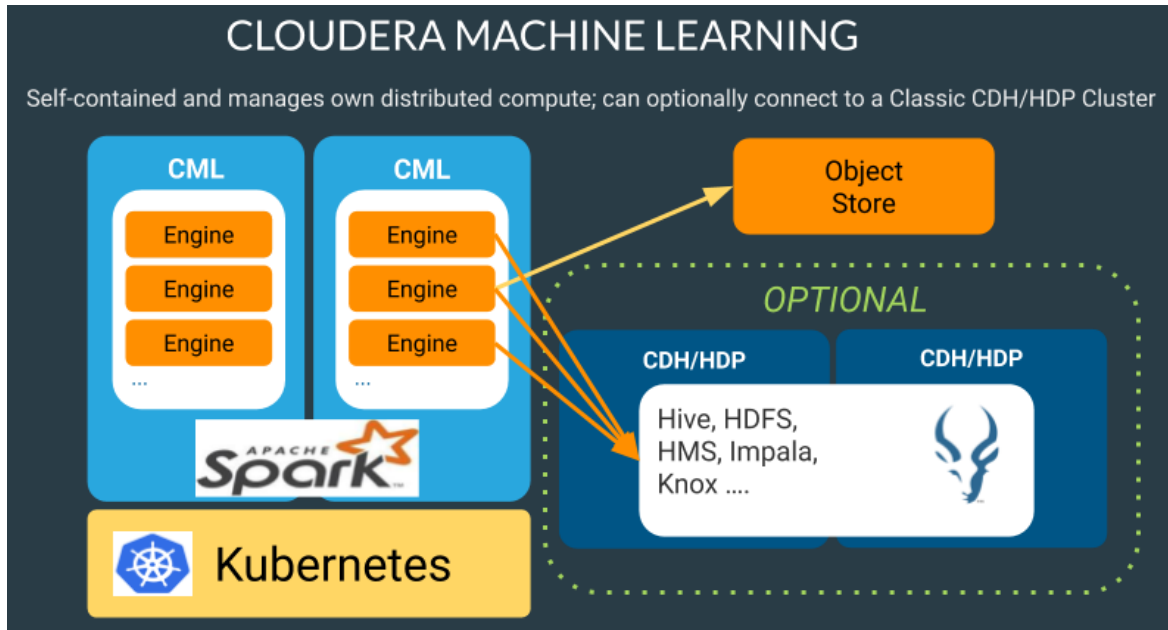 CLOUDERA MACHINE LEARNING
Self-contained and manages own distributed compute; can optionally connect to a Classic CDH/HDP Cluster
CML
Engine
Engine
Engine
...
CML
Engine
Engine
Engine
...
APACHE
Spark
Kubernetes
Object
Store
OPTIONAL
CDH/HDP
CDH/HDP
Hive, HDFS,
HMS, Impala,
Knox ....